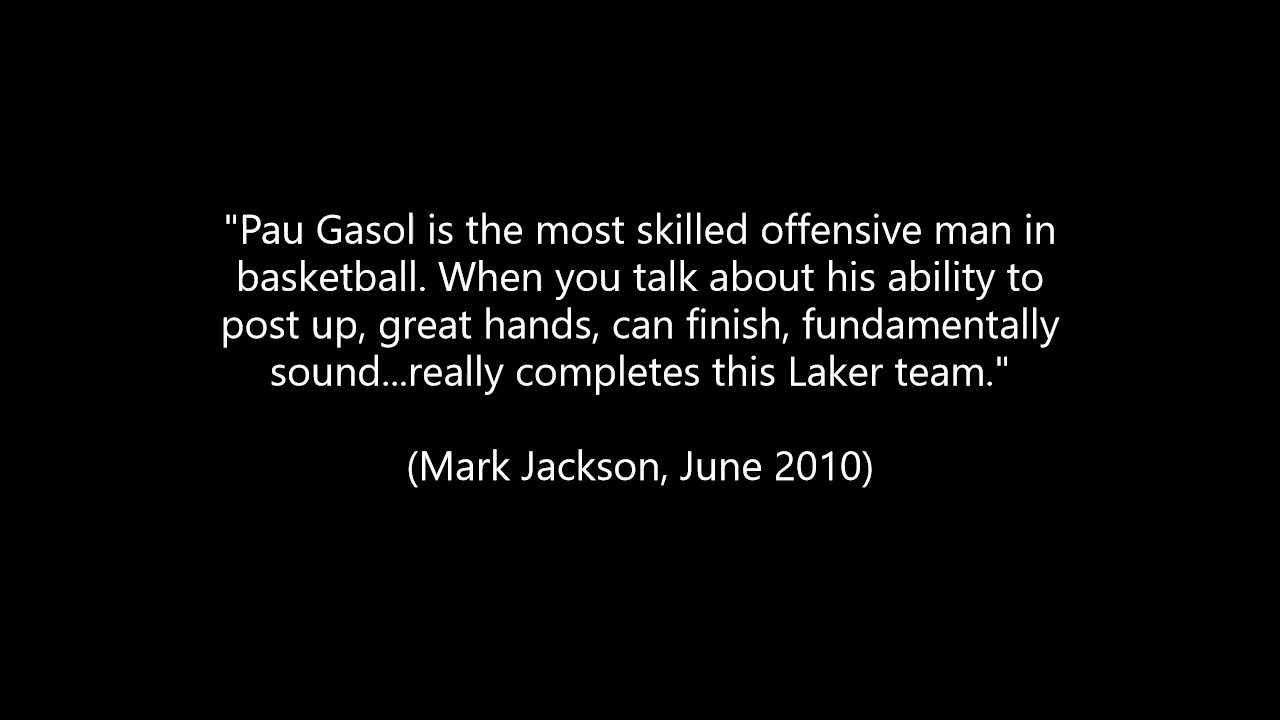 "Pau Gasol is the most skilled offensive man in
basketball. When you talk about his ability to
post up, great hands, can finish, fundamentally
sound...really completes this Laker team."
(Mark Jackson, June 2010)